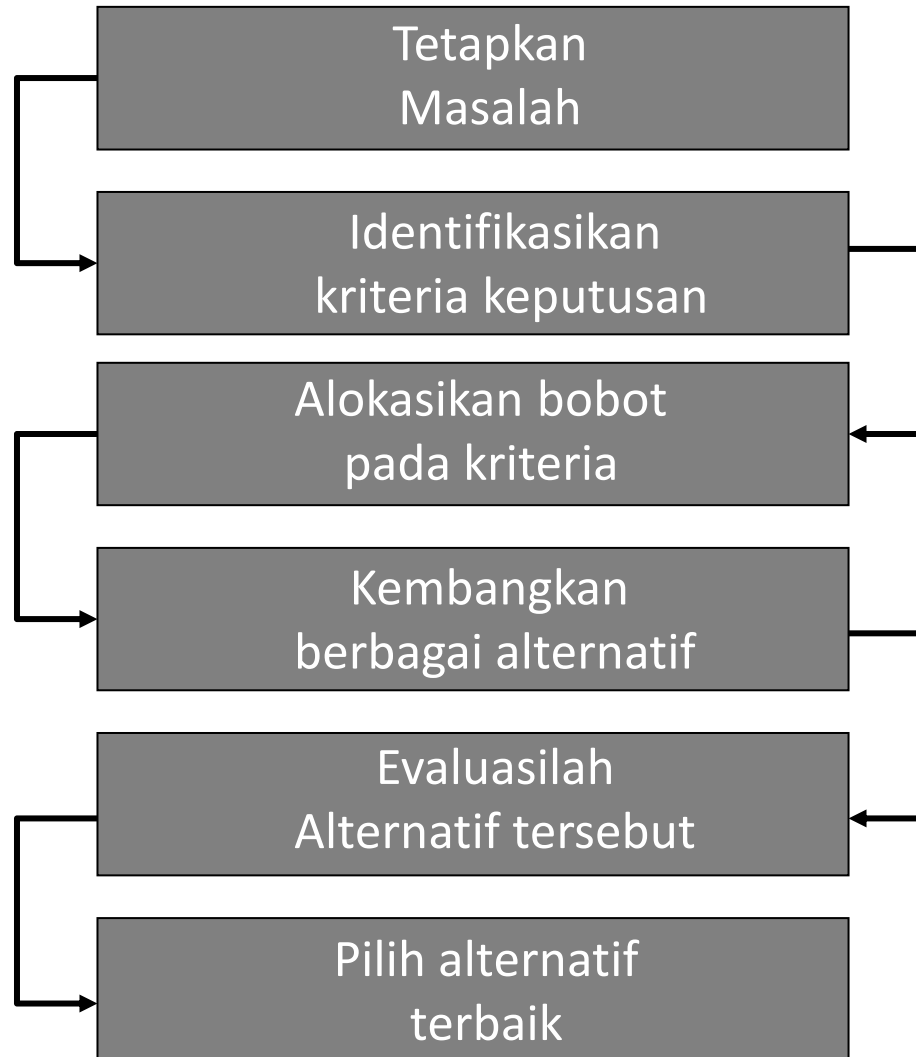 Tetapkan
Masalah
Identifikasikan
kriteria keputusan
Alokasikan bobot
pada kriteria
Kembangkan
berbagai alternatif
Evaluasilah
Alternatif tersebut
Pilih alternatif
terbaik